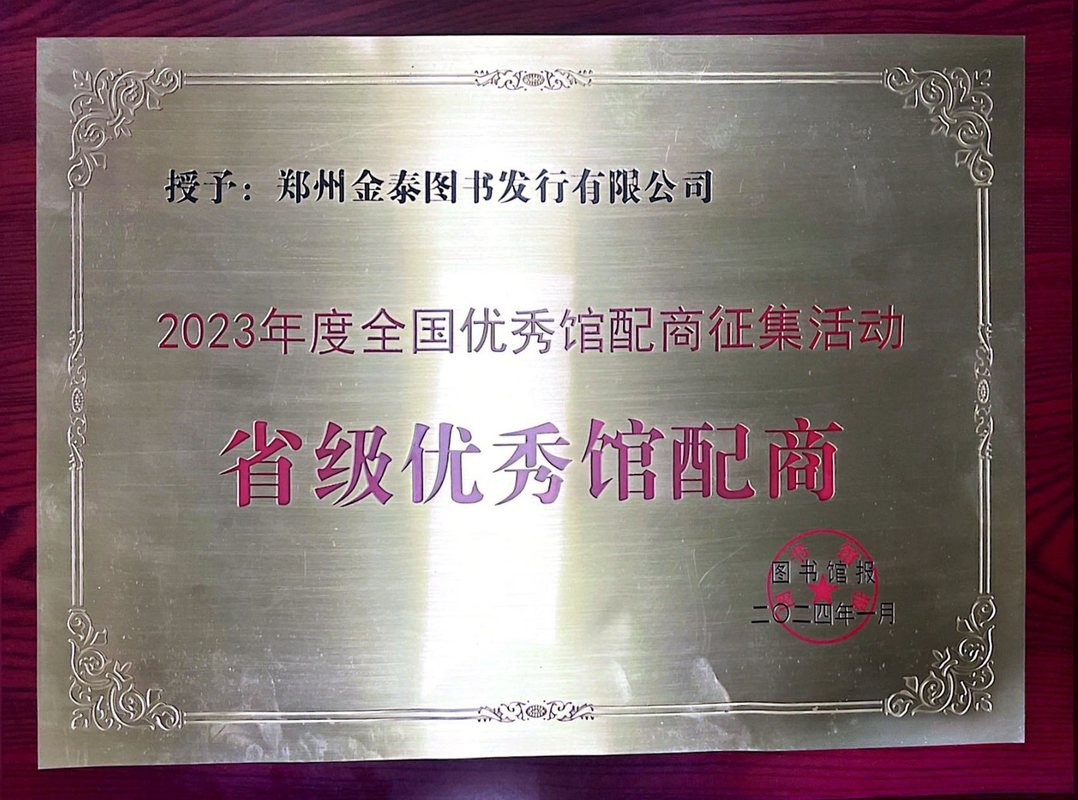 授予：郑州金泰图书发行有限公司
2023年度全国优秀馆配商征集活动
省级优秀馆配商
图书馆报
二〇二四年一月